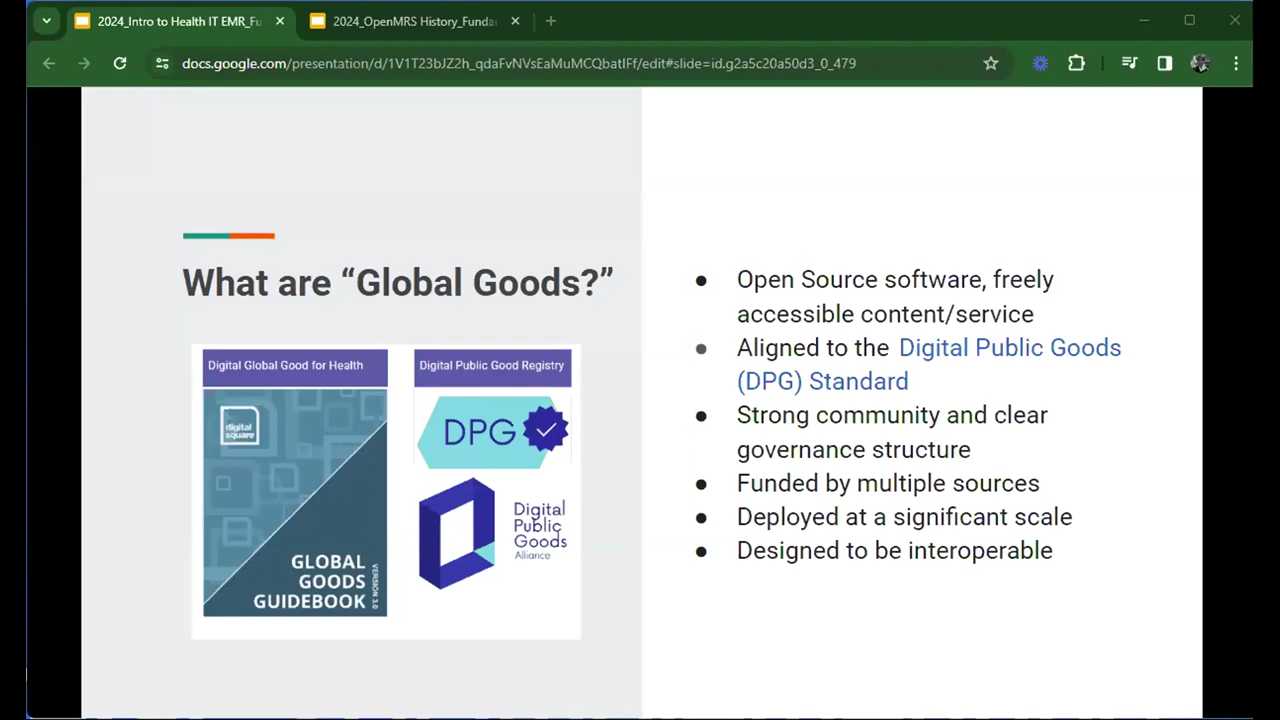 2024_Intro to Health IT EMR_Fu
2024_OpenMRS History_Funda
docs.google.com/presentation/d/1V1T23bJZ2h_qdaFvNVsEaMuMCQbatlFf/edit#slide=id.g2a5c20a50d3_0_479
What are “Global Goods?”
Digital Global Good for Health
digital
square
GLOBAL
GOODS
GUIDEBOOK
VERSION 3.0
Digital Public Good Registry
DPG
Digital
Public
Goods
Alliance
● Open Source software, freely
accessible content/service
● Aligned to the Digital Public Goods
(DPG) Standard
● Strong community and clear
governance structure
● Funded by multiple sources
● Deployed at a significant scale
● Designed to be interoperable